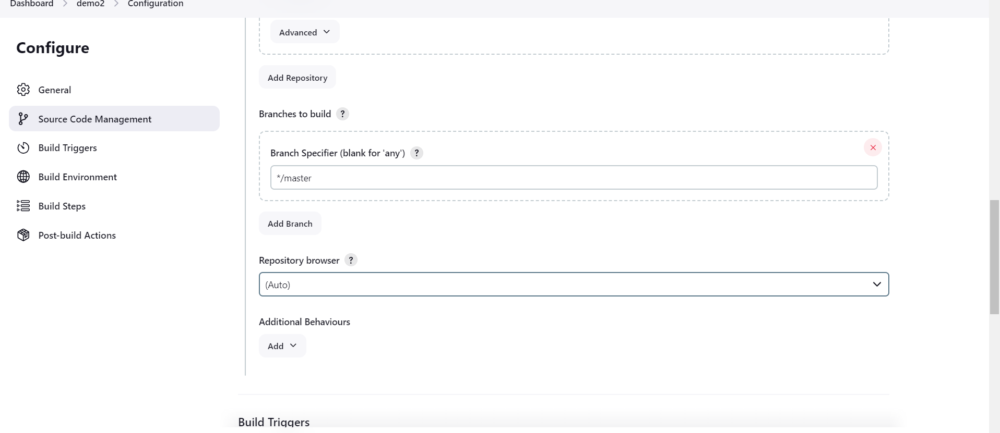 Dashboard > demo2 > Configuration
Configure
General
Source Code Management
Build Triggers
Build Environment
Build Steps
Post-build Actions
Advanced
Add Repository
Branches to build ?
Branch Specifier (blank for 'any') ?
*/master
Add Branch
Repository browser ?
(Auto)
Additional Behaviours
Add
Build Triggers